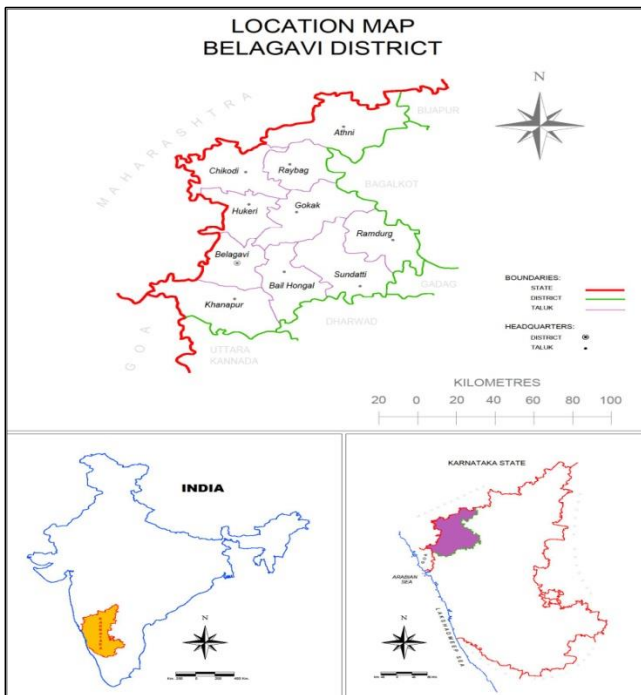 LOCATION MAP
BELAGAVI DISTRICT
MAHARASHTRA
N
BIJAPUR
Athni
Chikodi
Raybag
BAGALKOT
Hukeri
Gokak
Ramdurg
Belagavi
Bail Hongal
Sundatti
GADAG
Khanapur
DHARWAD
GOA
UTTARA
KANNADA
BOUNDARIES:
STATE
DISTRICT
TALUK
HEADQUARTERS:
DISTRICT
TALUK
KILOMETRES
20 0 20 40 60 80 100
INDIA
N
KARNATAKA STATE
ARABIAN
SEA
LAKSHADWEEP SEA
N